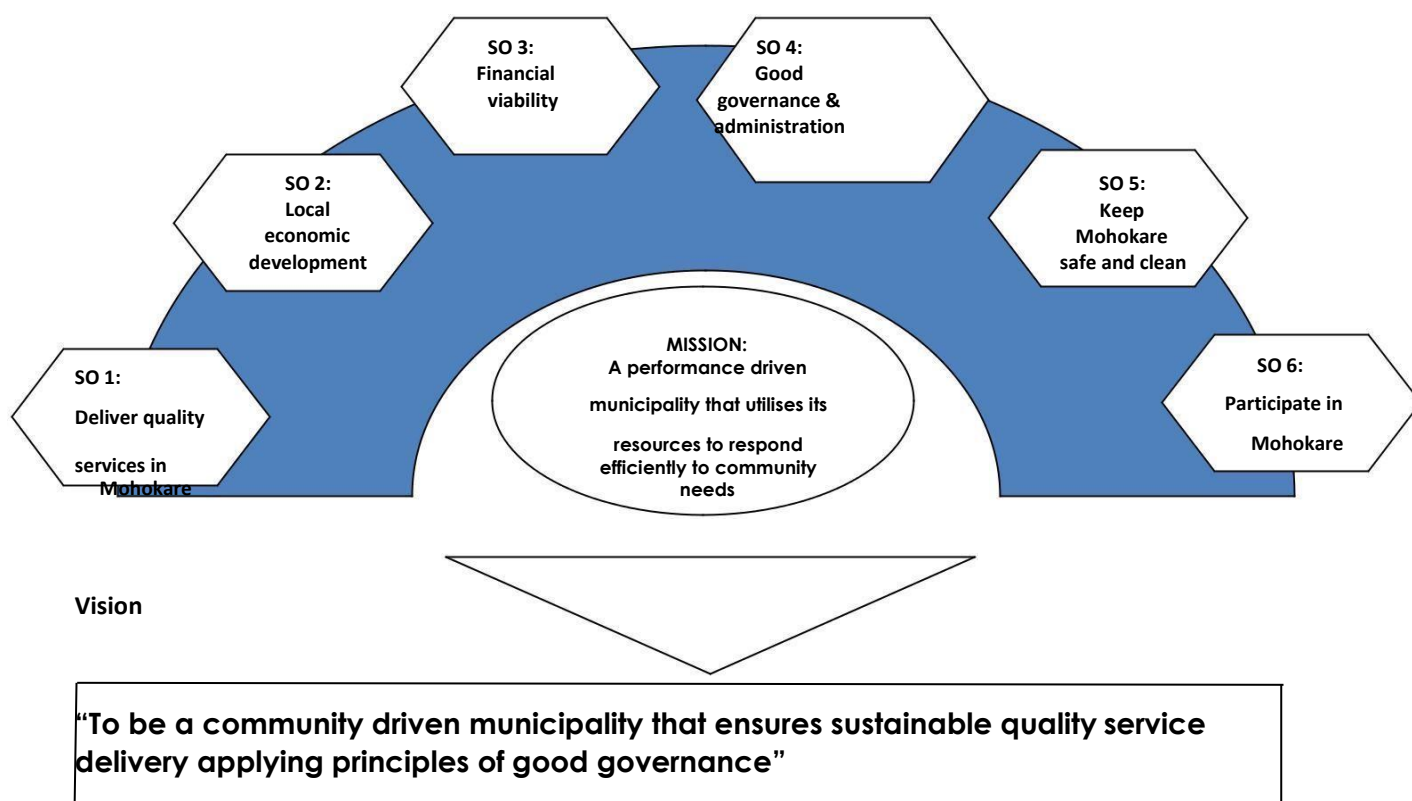 SO 1:
Deliver quality
services in
Mohokare
SO 2:
Local
economic
development
SO 3:
Financial
viability
SO 4:
Good
governance &
administration
SO 5:
Keep
Mohokare
safe and clean
SO 6:
Participate in
Mohokare
MISSION:
A performance driven
municipality that utilises its
resources to respond
efficiently to community
needs
Vision
“To be a community driven municipality that ensures sustainable quality service
delivery applying principles of good governance”